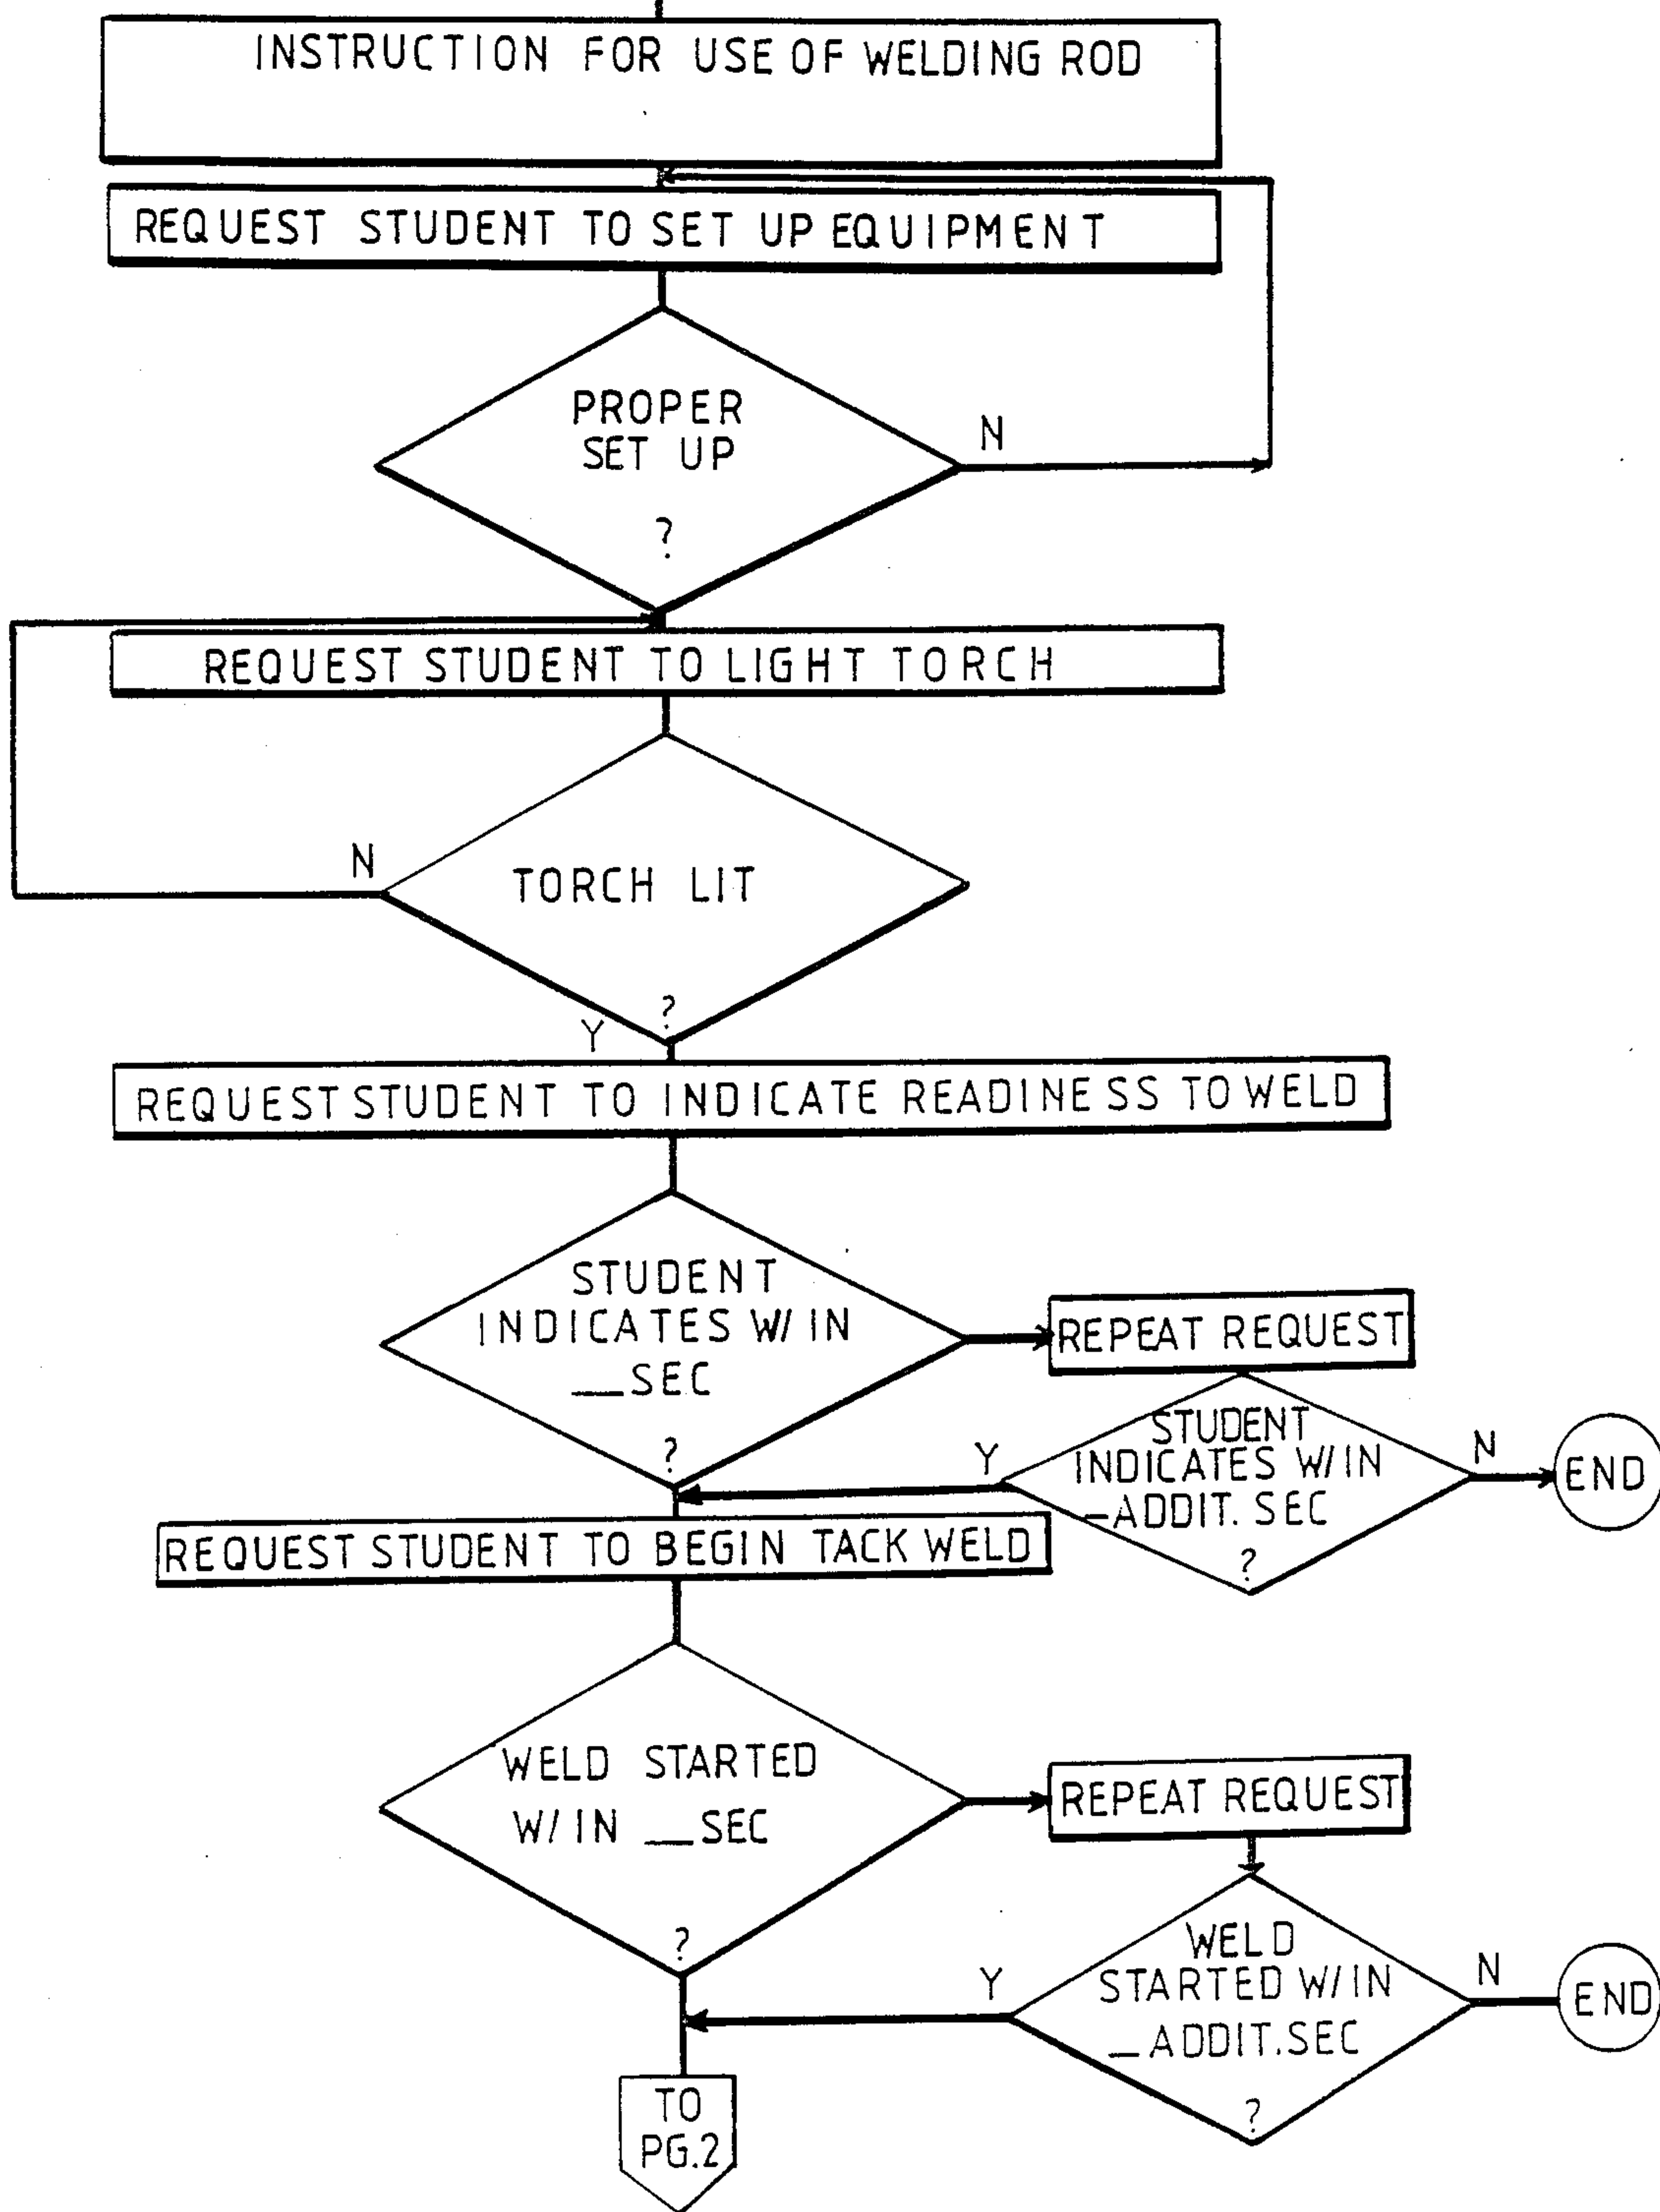 INSTRUCTION FOR USE OF WELDING ROD
REQUEST STUDENT TO SET UP EQUIPMENT
PROPER
SET UP
?
N
REQUEST STUDENT TO LIGHT TORCH
N
TORCH LIT
?
Y
REQUEST STUDENT TO INDICATE READINESS TO WELD
STUDENT
INDICATES W/IN
__SEC
?
REPEAT REQUEST
STUDENT
INDICATES W/IN
_ADDIT. SEC
?
Y
N
END
REQUEST STUDENT TO BEGIN TACK WELD
WELD STARTED
W/IN __SEC
?
REPEAT REQUEST
WELD
STARTED W/IN
_ADDIT.SEC
?
Y
N
END
TO
PG.2